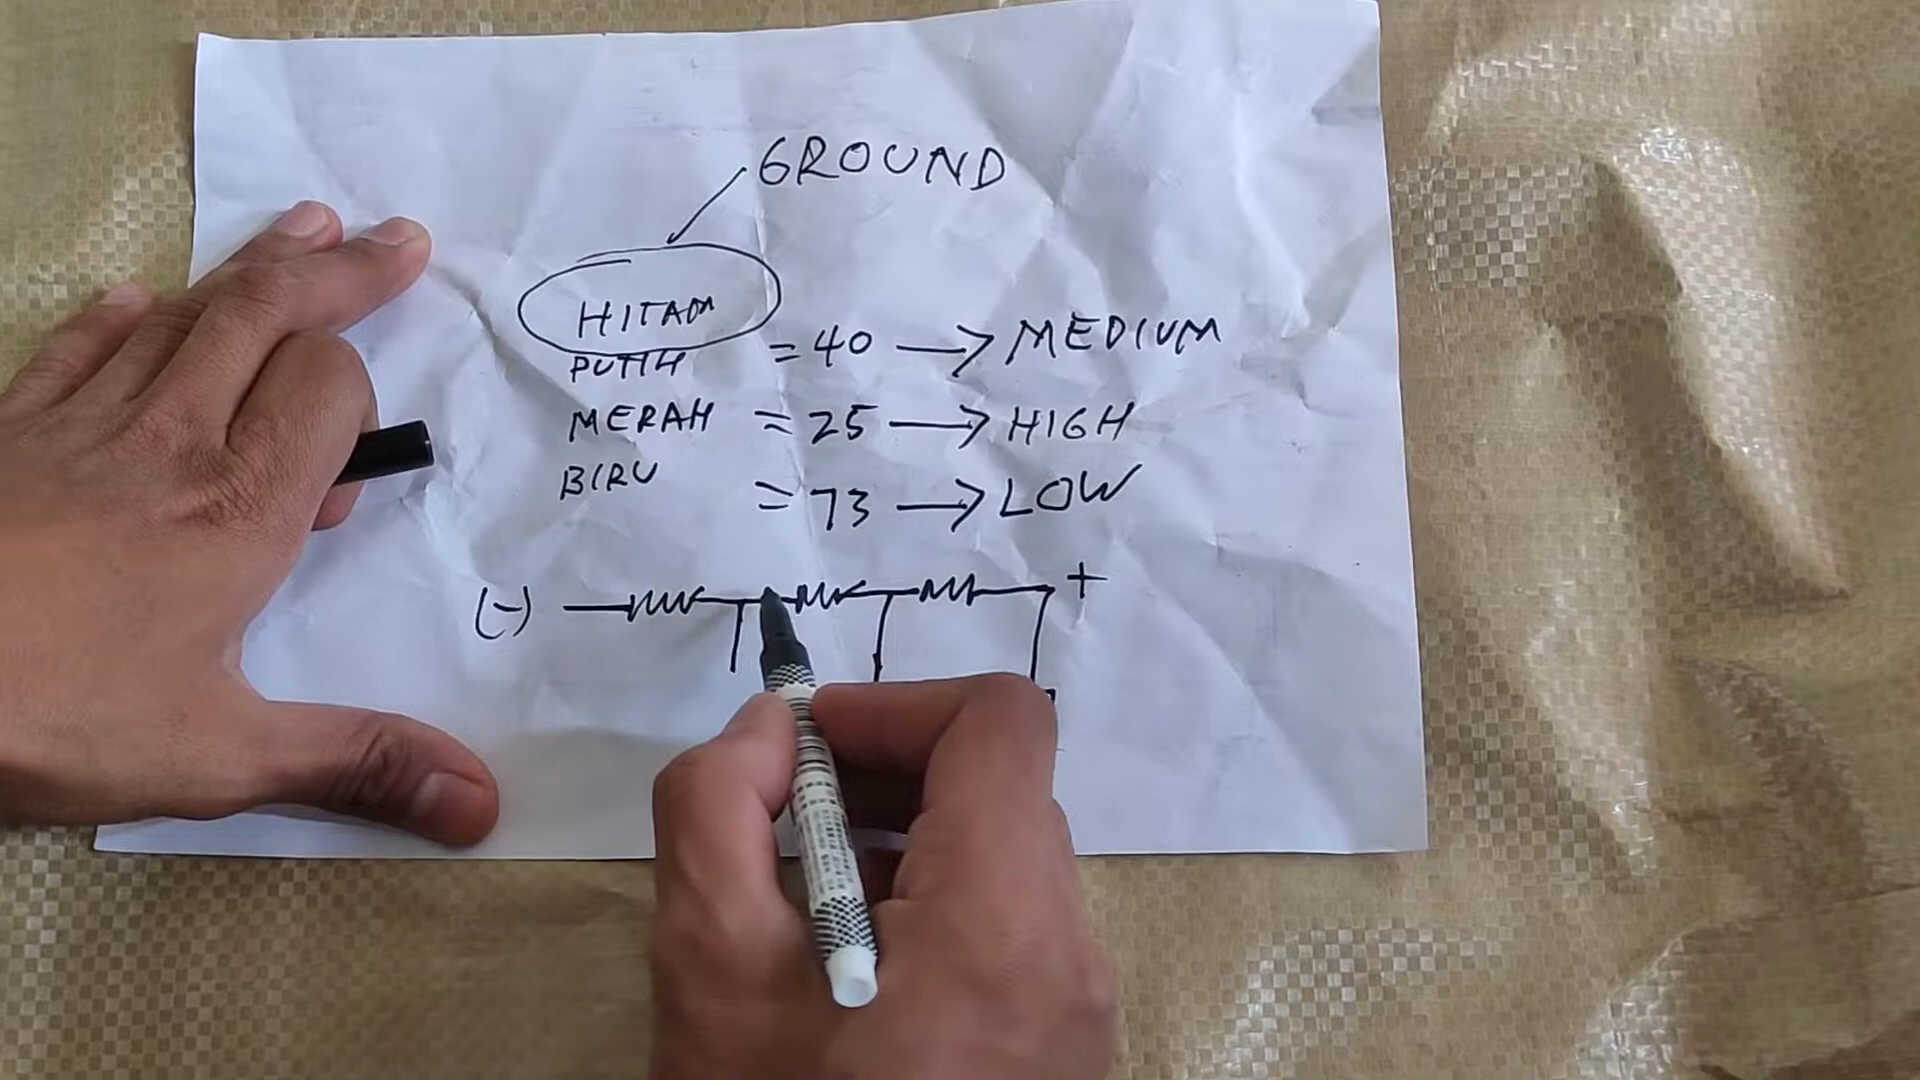 GROUND
HITAM
PUTIH = 40 → MEDIUM
MERAH = 25 → HIGH
BIRU = 73 → LOW
(-) +